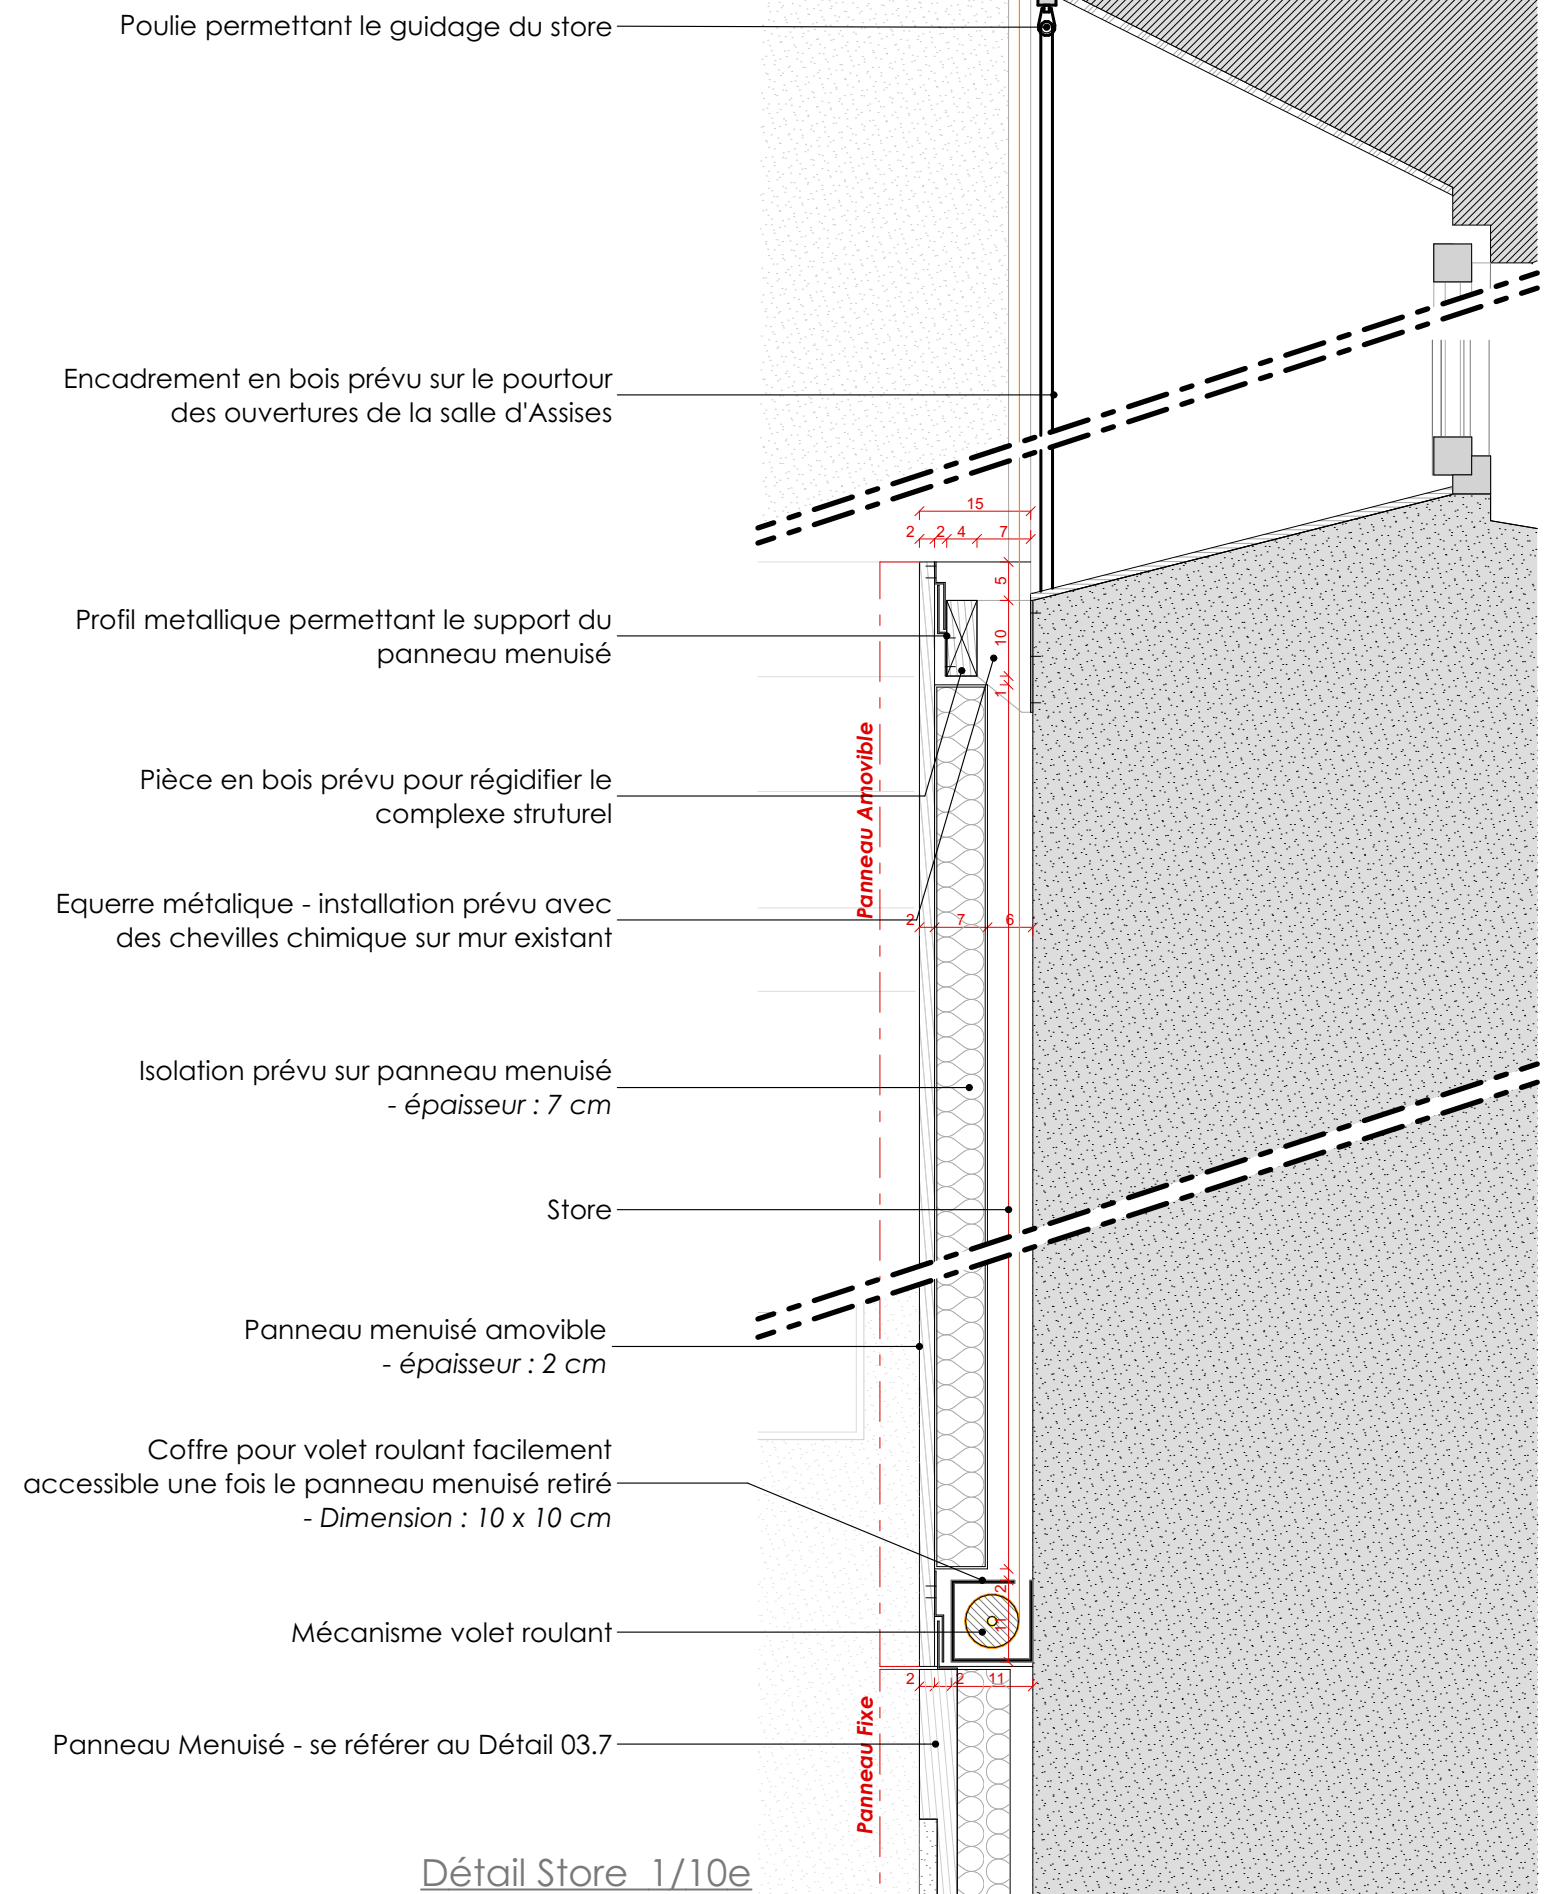 Poulie permettant le guidage du store
Encadrement en bois prévu sur le pourtour
des ouvertures de la salle d'Assises
15
2 2 4 7
5
Profil metallique permettant le support du
panneau menuisé
10
1
Panneau Amovible
Pièce en bois prévu pour régidifier le
complexe struturel
Equerre métalique - installation prévu avec
des chevilles chimique sur mur existant
2 7 6
Isolation prévu sur panneau menuisé
- épaisseur : 7 cm
Store
Panneau menuisé amovible
- épaisseur : 2 cm
Coffre pour volet roulant facilement
accessible une fois le panneau menuisé retiré
- Dimension : 10 x 10 cm
2
11
Mécanisme volet roulant
2 2 11
Panneau Fixe
Panneau Menuisé - se référer au Détail 03.7
Détail Store 1/10e